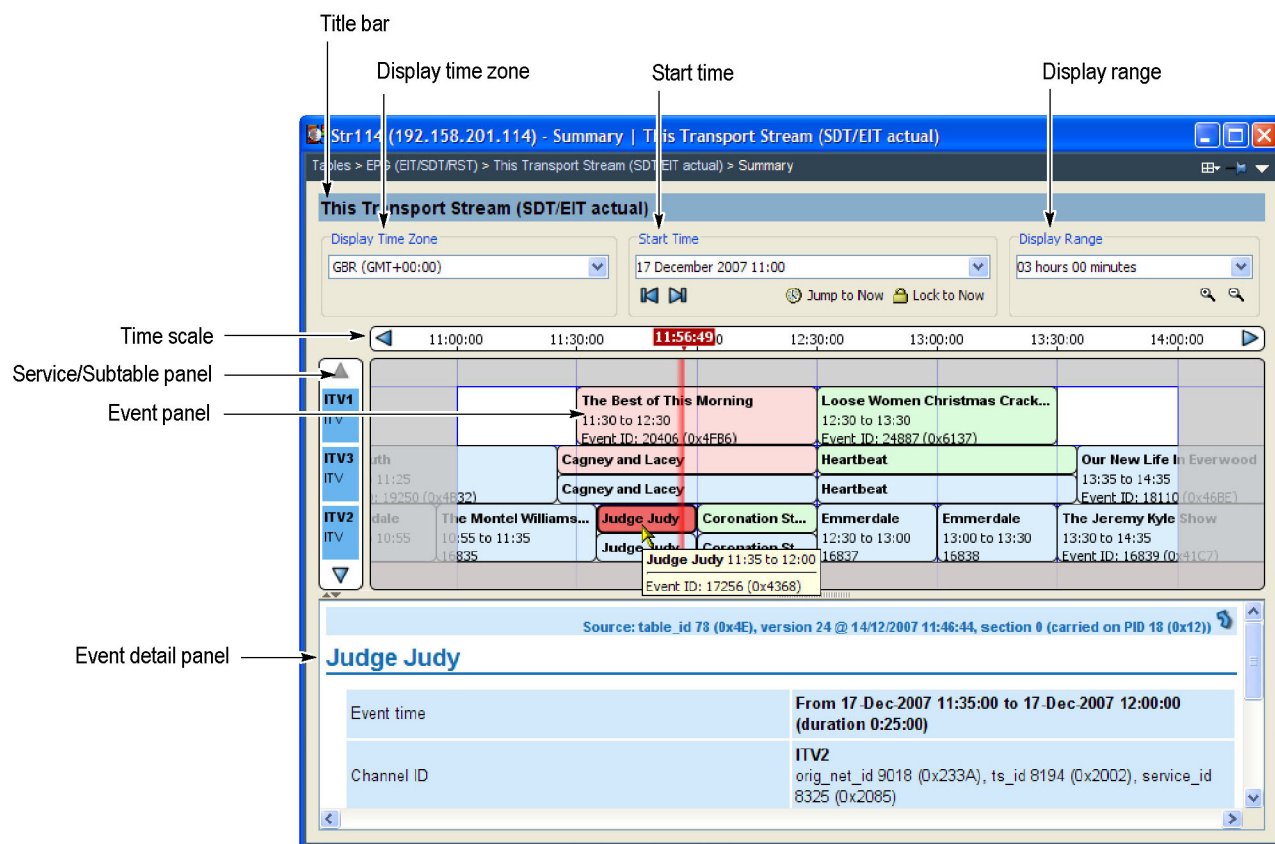 Title bar
Display time zone
Start time
Display range
Str114 (192.158.201.114) - Summary | This Transport Stream (SDT/EIT actual)
Tables > EPG (EIT/SDT/RST) > This Transport Stream (SDT/EIT actual) > Summary
This Transport Stream (SDT/EIT actual)
Display Time Zone
Start Time
Display Range
GBR (GMT+00:00)
17 December 2007 11:00
03 hours 00 minutes
Jump to Now
Lock to Now
Time scale
11:00:00
11:30:00
11:56:49
0
12:30:00
13:00:00
13:30:00
14:00:00
Service/Subtable panel
Event panel
ITV1
ITV
The Best of This Morning
11:30 to 12:30
Event ID: 20406 (0x4FB6)
Loose Women Christmas Crack...
12:30 to 13:30
Event ID: 24887 (0x6137)
ITV3
ITV
uth
11:25
: 19250 (0x4B32)
Cagney and Lacey
Cagney and Lacey
Heartbeat
Heartbeat
Our New Life In Everwood
13:35 to 14:35
Event ID: 18110 (0x46BE)
ITV2
ITV
dale
10:55
The Montel Williams...
10:55 to 11:35
16835
Judge Judy
Judge Judy
Coronation St...
Coronation St
Emmerdale
12:30 to 13:00
16837
Emmerdale
13:00 to 13:30
16838
The Jeremy Kyle Show
13:30 to 14:35
Event ID: 16839 (0x41C7)
Judge Judy 11:35 to 12:00
Event ID: 17256 (0x4368)
Source: table_id 78 (0x4E), version 24 @ 14/12/2007 11:46:44, section 0 (carried on PID 18 (0x12))
Event detail panel
Judge Judy
Event time
From 17-Dec-2007 11:35:00 to 17-Dec-2007 12:00:00
(duration 0:25:00)
Channel ID
ITV2
orig_net_id 9018 (0x233A), ts_id 8194 (0x2002), service_id
8325 (0x2085)